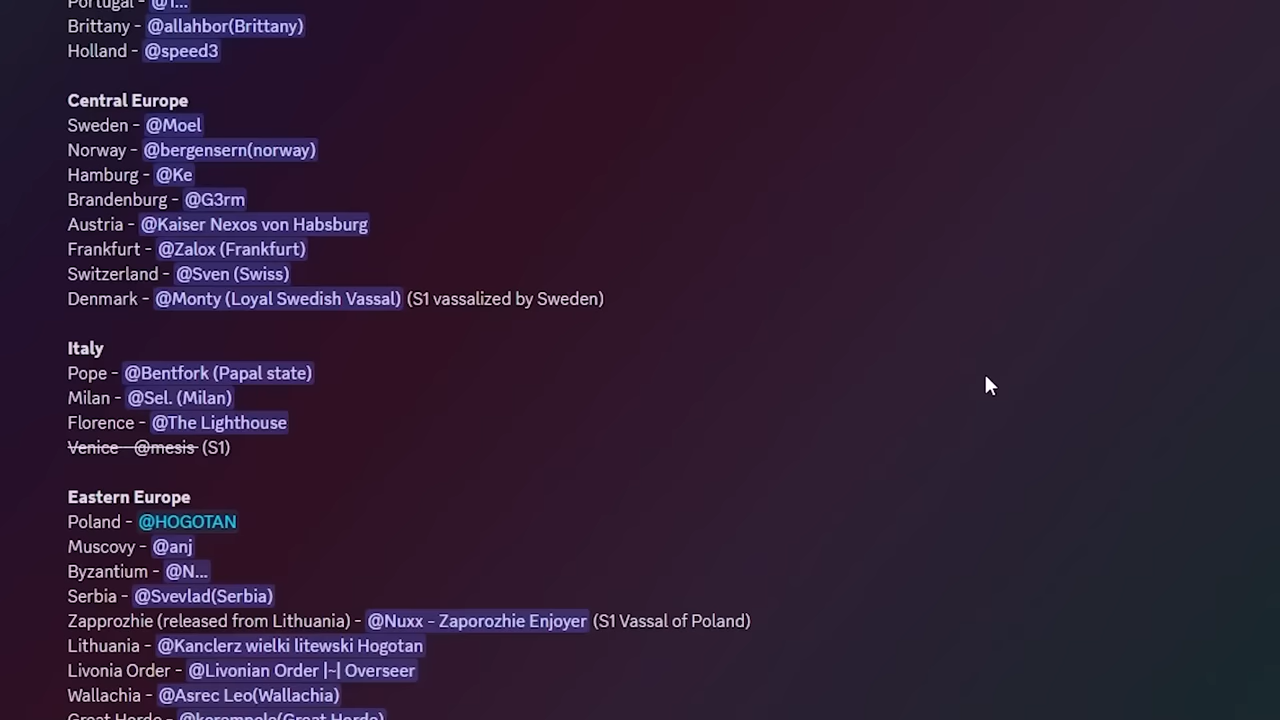 Portugal - @T...
Brittany - @allahbor(Brittany)
Holland - @speed3
Central Europe
Sweden - @Moel
Norway - @bergensern(norway)
Hamburg - @Ke
Brandenburg - @G3rm
Austria - @Kaiser Nexos von Habsburg
Frankfurt - @Zalox (Frankfurt)
Switzerland - @Sven (Swiss)
Denmark - @Monty (Loyal Swedish Vassal) (S1 vassalized by Sweden)
Italy
Pope - @Bentfork (Papal state)
Milan - @Sel. (Milan)
Florence - @The Lighthouse
Venice - @mesis (S1)
Eastern Europe
Poland - @HOGOTAN
Muscovy - @anj
Byzantium - @N...
Serbia - @Svevlad(Serbia)
Zapprozhie (released from Lithuania) - @Nuxx - Zaporozhie Enjoyer (S1 Vassal of Poland)
Lithuania - @Kanclerz wielki litewski Hogotan
Livonia Order - @Livonian Order |~| Overseer
Wallachia - @Asrec Leo(Wallachia)
Great Horde -